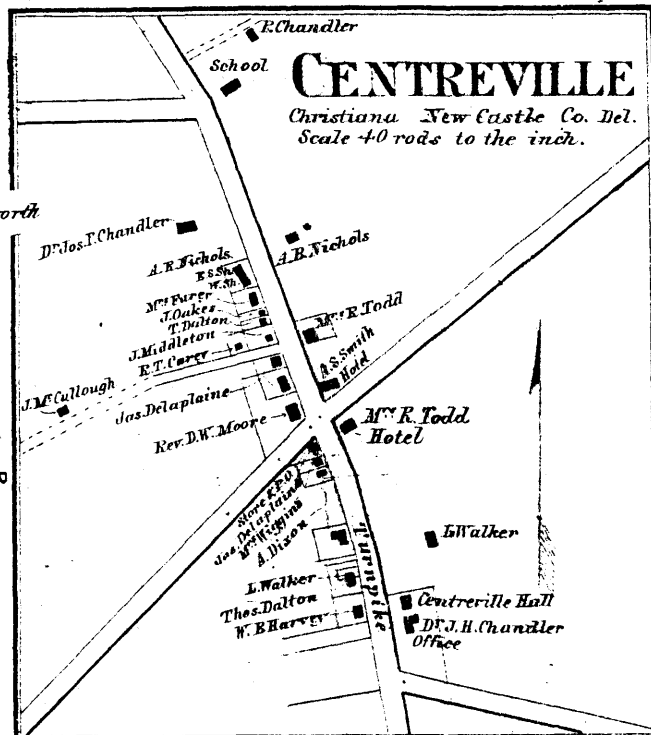 P. Chandler
School
CENTREVILLE
Christiana New Castle Co. Del.
Scale 40 rods to the inch.
orth
Dr. Jos. P. Chandler
A. B. Nichols
A. R. Nichols
B.S. Sh.
W. Sh.
Mrs. Furey
J. Oakes
T. Dalton
J. Middleton
R. T. Carey
Mrs. R. Todd
A. S. Smith
Hotel
J. McCullough
Jas. Delaplaine
Rev. D. W. Moore
Mrs. R. Todd
Hotel
Store & P.O.
Jas. Delaplaine
Mrs. Wiggins
A. Dixon
Turnpike
L. Walker
L. Walker
Thos. Dalton
W. B. Harvey
Centreville Hall
Dr. J. H. Chandler
Office
R